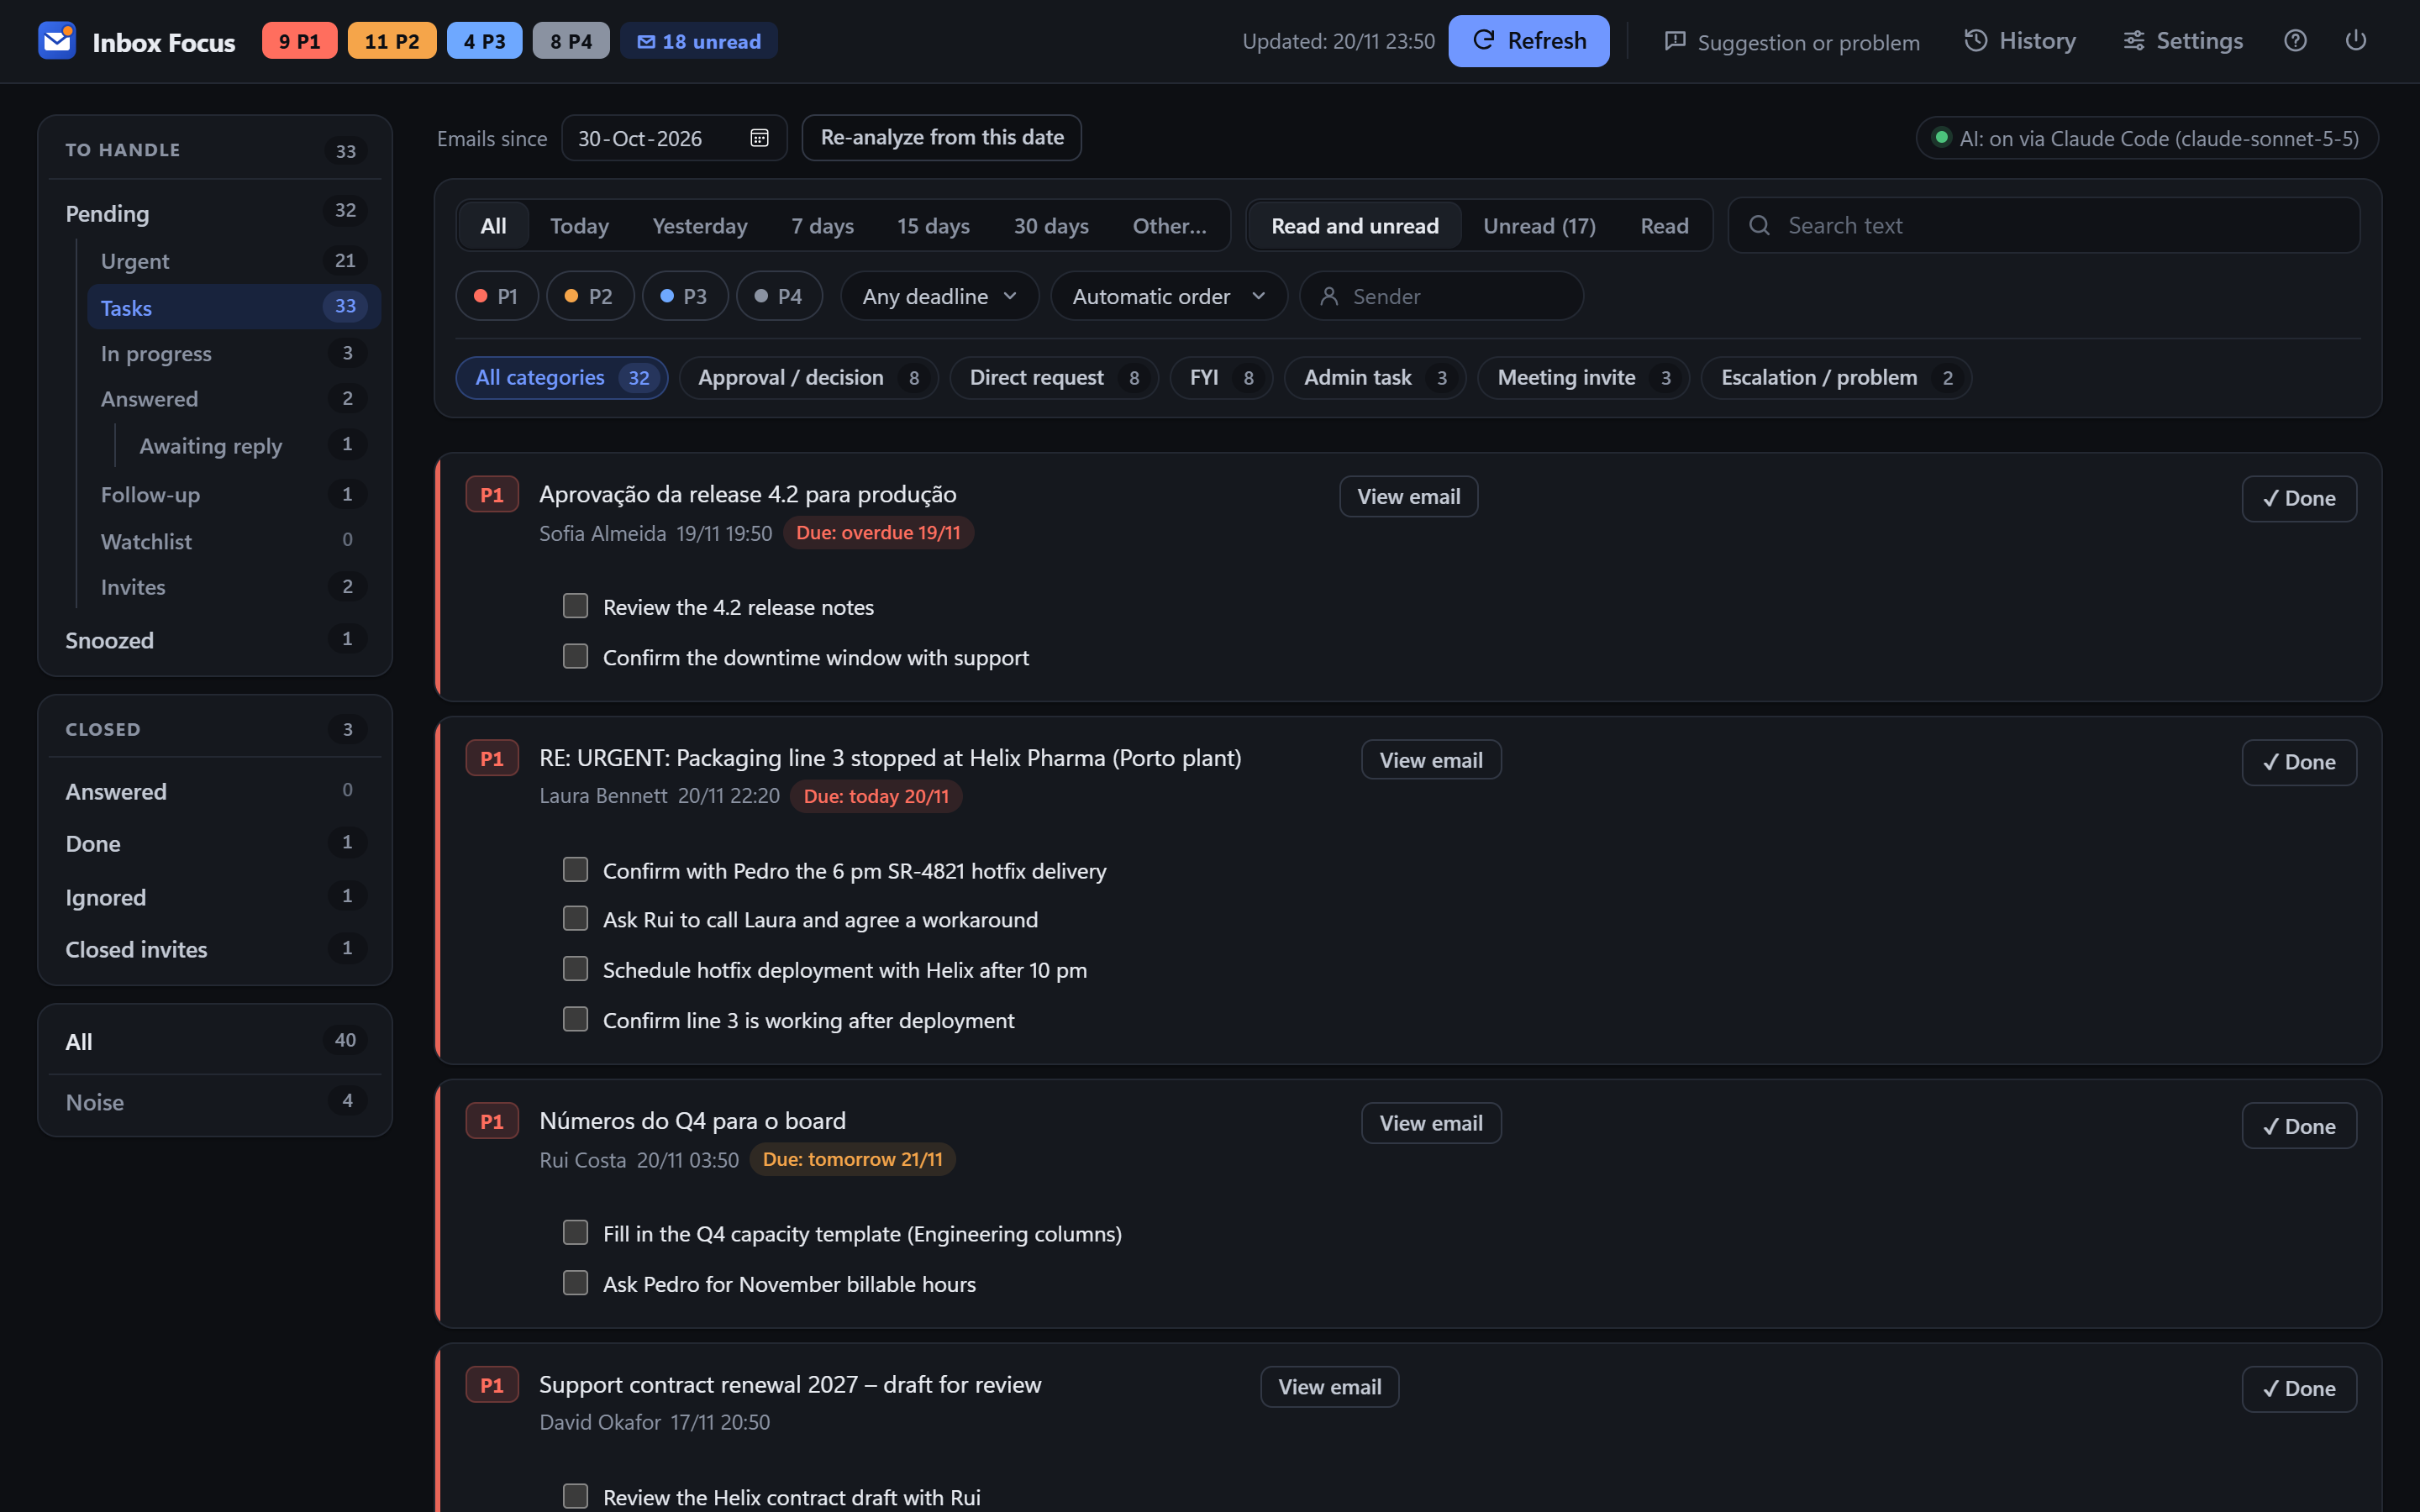 Inbox Focus 9 P1 11 P2 4 P3 8 P4 18 unread Updated: 20/11 23:50 Refresh Suggestion or problem History Settings
TO HANDLE 33
Pending 32
Urgent 21
Tasks 33
In progress 3
Answered 2
Awaiting reply 1
Follow-up 1
Watchlist 0
Invites 2
Snoozed 1
CLOSED 3
Answered 0
Done 1
Ignored 1
Closed invites 1
All 40
Noise 4
Emails since 30-Oct-2026 Re-analyze from this date AI: on via Claude Code (claude-sonnet-5-5)
All Today Yesterday 7 days 15 days 30 days Other... Read and unread Unread (17) Read Search text
P1 P2 P3 P4 Any deadline Automatic order Sender
All categories 32 Approval / decision 8 Direct request 8 FYI 8 Admin task 3 Meeting invite 3 Escalation / problem 2
P1 Aprovação da release 4.2 para produção View email ✓ Done
Sofia Almeida 19/11 19:50 Due: overdue 19/11
Review the 4.2 release notes
Confirm the downtime window with support
P1 RE: URGENT: Packaging line 3 stopped at Helix Pharma (Porto plant) View email ✓ Done
Laura Bennett 20/11 22:20 Due: today 20/11
Confirm with Pedro the 6 pm SR-4821 hotfix delivery
Ask Rui to call Laura and agree a workaround
Schedule hotfix deployment with Helix after 10 pm
Confirm line 3 is working after deployment
P1 Números do Q4 para o board View email ✓ Done
Rui Costa 20/11 03:50 Due: tomorrow 21/11
Fill in the Q4 capacity template (Engineering columns)
Ask Pedro for November billable hours
P1 Support contract renewal 2027 – draft for review View email ✓ Done
David Okafor 17/11 20:50
Review the Helix contract draft with Rui